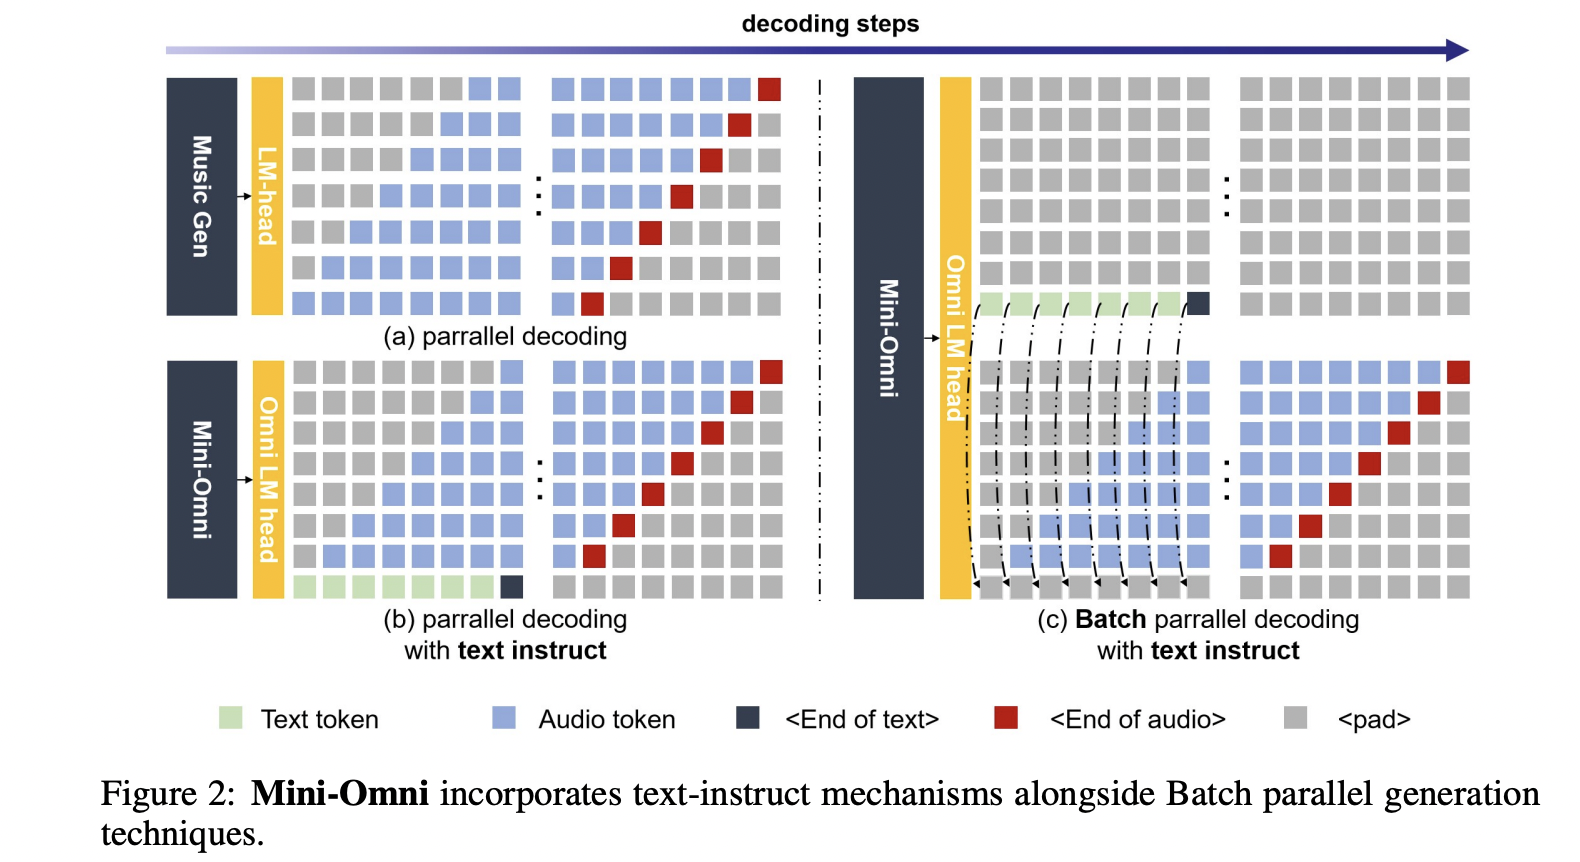 decoding steps
Music Gen
LM-head
(a) parrallel decoding
Mini-Omni
Omni LM head
(b) parrallel decoding
with text instruct
Mini-Omni
Omni LM head
(c) Batch parrallel decoding
with text instruct
Text token
Audio token
<End of text>
<End of audio>
<pad>
Figure 2: Mini-Omni incorporates text-instruct mechanisms alongside Batch parallel generation
techniques.